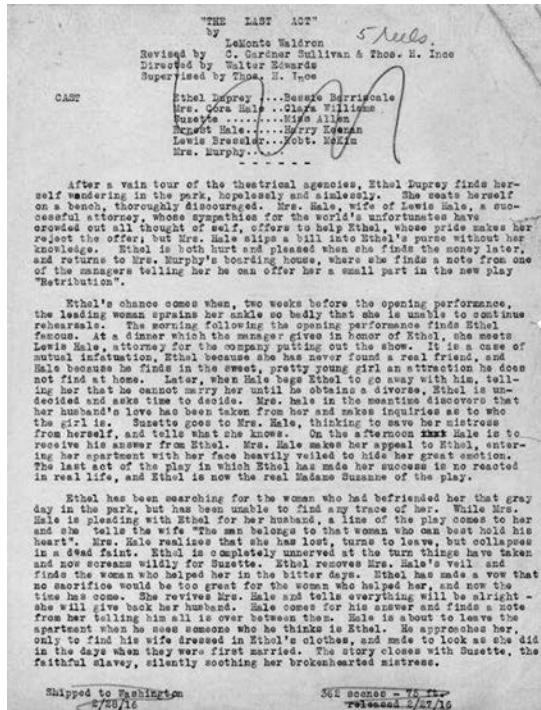 "THE LAST ACT"
by
5 reels.
LeMonte Waldron
Revised by C. Gardner Sullivan & Thos. H. Ince
Directed by Walter Edwards
Supervised by Thos. H. Ince
CAST
Ethel Duprey ....Bessie Barriscale
Mrs. Cora Hale ..Clara Williams
Suzette .........Miss Allen
Ernest Hale......Harry Keenan
Lewis Bressler...Robt. McKim
Mrs. Murphy.....
- - - - - -
After a vain tour of the theatrical agencies, Ethel Duprey finds her-
self wandering in the park, hopelessly and aimlessly. She seats herself
on a bench, thoroughly discouraged. Mrs. Hale, wife of Lewis Hale, a suc-
cessful attorney, whose sympathies for the world's unfortunates have
crowded out all thought of self, offers to help Ethel, whose pride makes her
reject the offer; but Mrs. Hale slips a bill into Ethel's purse without her
knowledge. Ethel is both hurt and pleased when she finds the money later,
and returns to Mrs. Murphy's boarding house, where she finds a note from one
of the managers telling her he can offer her a small part in the new play
"Retribution".
Ethel's chance comes when, two weeks before the opening performance,
the leading woman sprains her ankle so badly that she is unable to continue
rehearsals. The morning following the opening performance finds Ethel
famous. At a dinner which the manager gives in honor of Ethel, she meets
Lewis Hale, attorney for the company putting out the show. It is a case of
mutual infatuation, Ethel because she has never found a real friend, and
Hale because he finds in the sweet, pretty young girl an attraction he does
not find at home. Later, when Hale begs Ethel to go away with him, tell-
ing her that he cannot marry her until he obtains a divorce, Ethel is un-
decided and asks time to decide. Mrs. hale in the meantime discovers that
her husband's love has been taken from her and makes inquiries as to who
the girl is. Suzette goes to Mrs. Hale, thinking to save her mistress
from herself, and tells what she knows. On the afternoon Hale is to
receive his answer from Ethel Mrs. Hale makes her appeal to Ethel, enter-
ing her apartment with her face heavily veiled to hide her great emotion.
The last act of the play in which Ethel has made her success is no reacted
in real life, and Ethel is now the real Madame Suzanne of the play.
Ethel has been searching for the woman who had befriended her that gray
day in the park, but has been unable to find any trace of her. While Mrs.
Hale is pleading with Ethel for her husband, a line of the play comes to her
and she tells the wife "The man belongs to that woman who can best hold his
heart". Mrs. Hale realizes that she has lost, turns to leave, but collapses
in a dead faint. Ethel is completely unnerved at the turn things have taken
and now screams wildly for Suzette. Ethel removes Mrs. Hale's veil and
finds the woman who helped her in the bitter days. Ethel has made a vow that
no sacrifice would be too great for the woman who helped her, and now the
time has come. She revives Mrs. Hale and tells everything will be alright -
she will give back her husband. Hale comes for his answer and finds a note
from her telling him all is over between them. Hale is about to leave the
apartment when he sees someone who he thinks is Ethel. He approaches her,
only to find his wife dressed in Ethel's clothes, and made to look as she did
in the days when they were first married. The story closes with Suzette, the
faithful slavey, silently soothing her brokenhearted mistress.
Shipped to Washington 362 scenes - 75 ft.
2/28/16 released 2/27/16